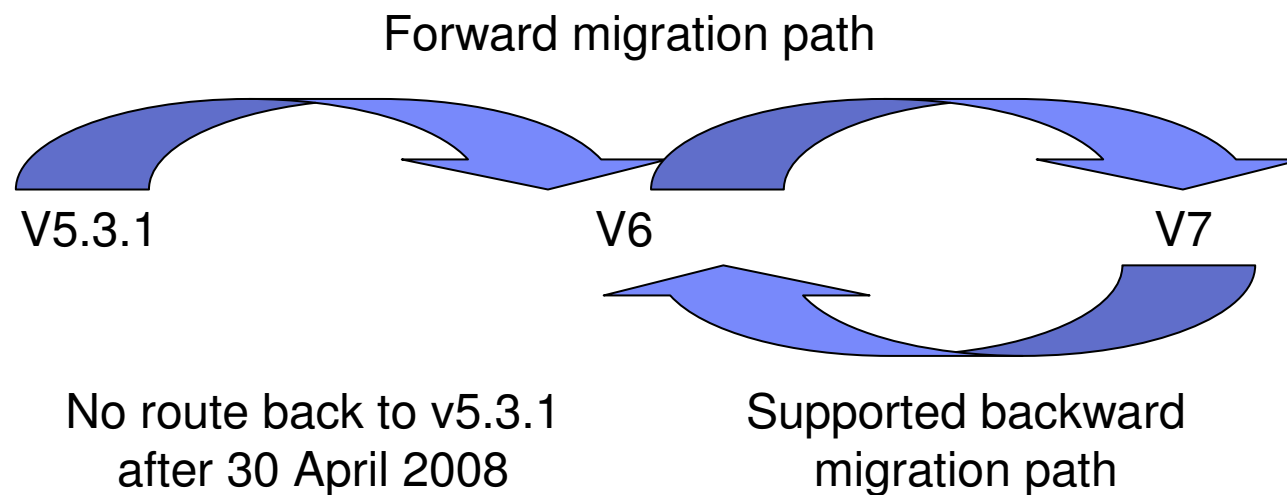 Forward migration path
V5.3.1
V6
V7
No route back to v5.3.1
after 30 April 2008
Supported backward
migration path